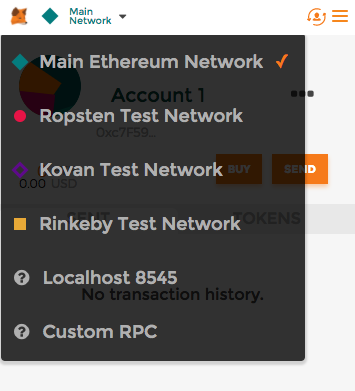 Main
Network
Main Ethereum Network
Account 1
Ropsten Test Network
0xc7F59...
Kovan Test Network
0.00 USD
BUY
SEND
SENT
TOKENS
Rinkeby Test Network
Localhost 8545
No transaction history.
Custom RPC